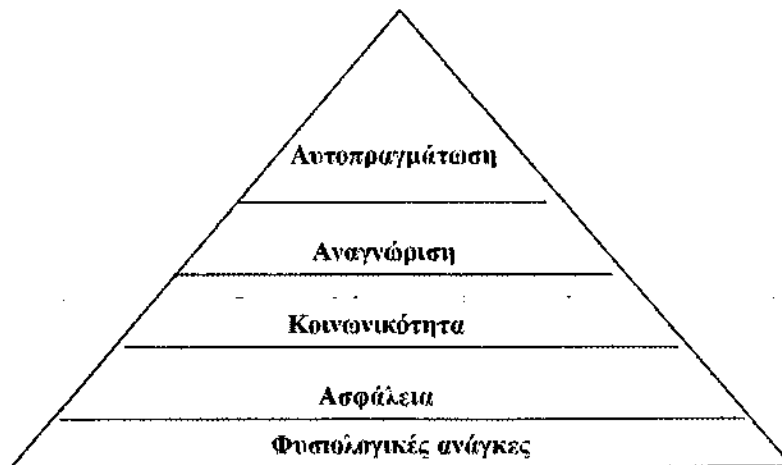 Αυτοπραγμάτωση
Αναγνώριση
Κοινωνικότητα
Ασφάλεια
Φυσιολογικές ανάγκες